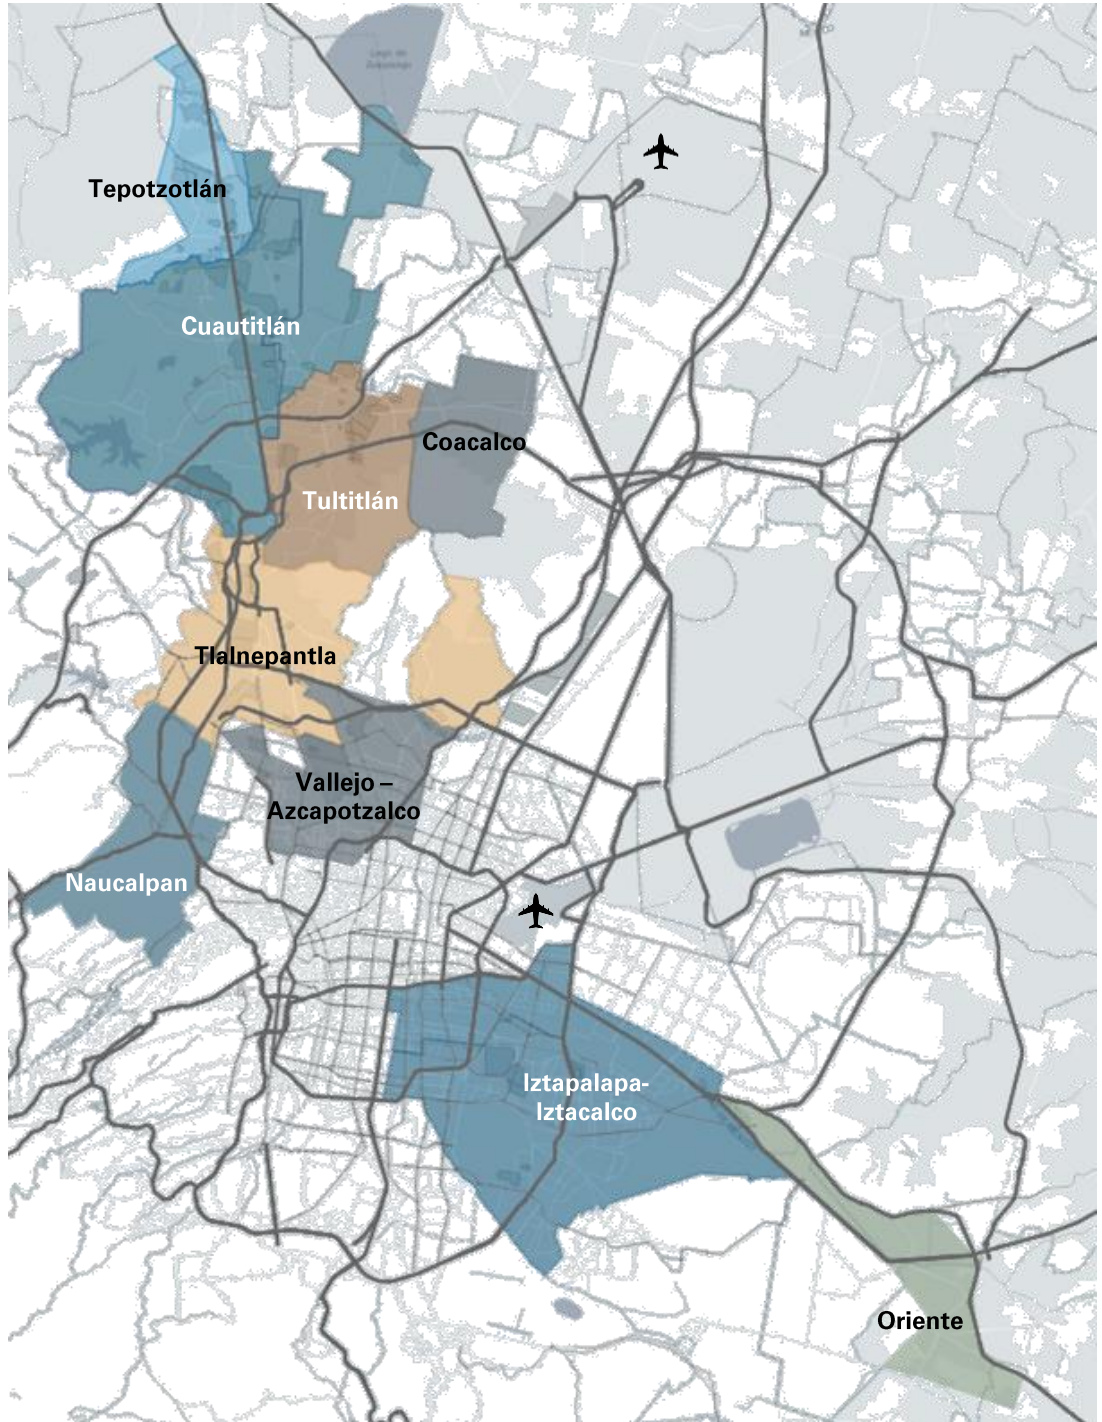 Tepotzotlán
Cuautitlán
Coacalco
Tultitlán
Tlalnepantla
Vallejo –
Azcapotzalco
Naucalpan
Iztapalapa-
Iztacalco
Oriente